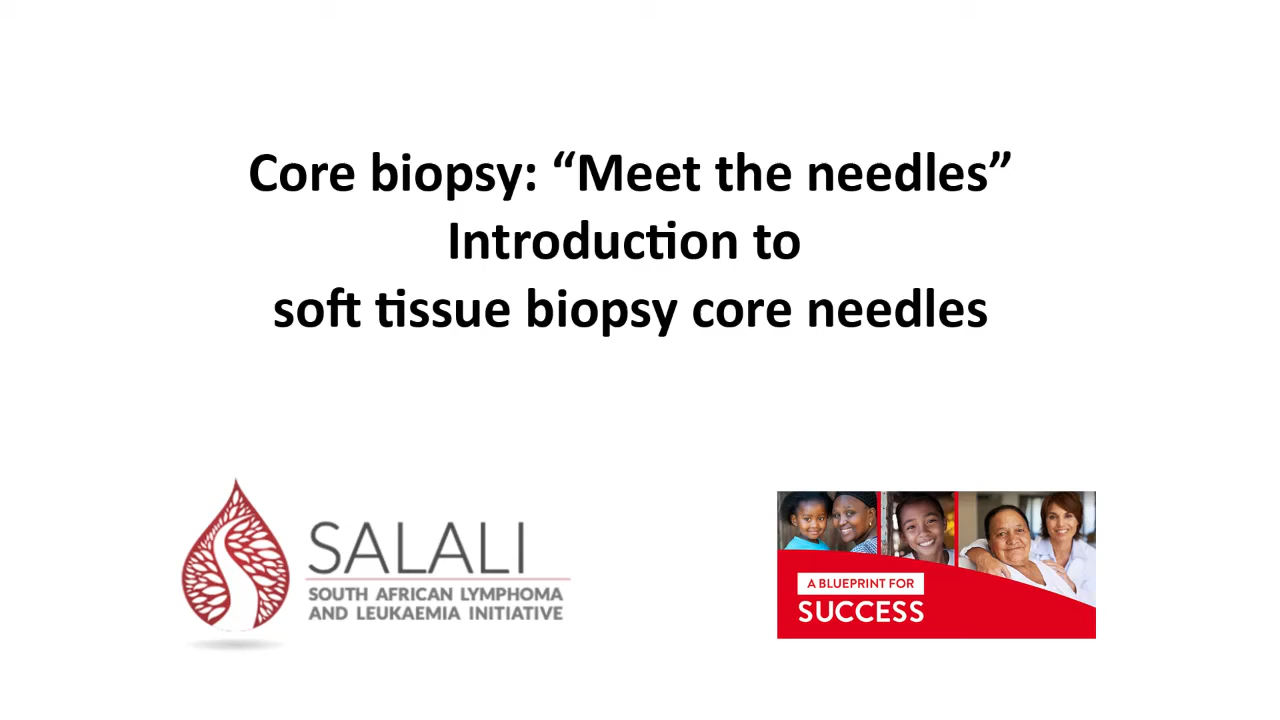 Core biopsy: “Meet the needles”
Introduction to
soft tissue biopsy core needles
SALALI
SOUTH AFRICAN LYMPHOMA
AND LEUKAEMIA INITIATIVE
A BLUEPRINT FOR
SUCCESS